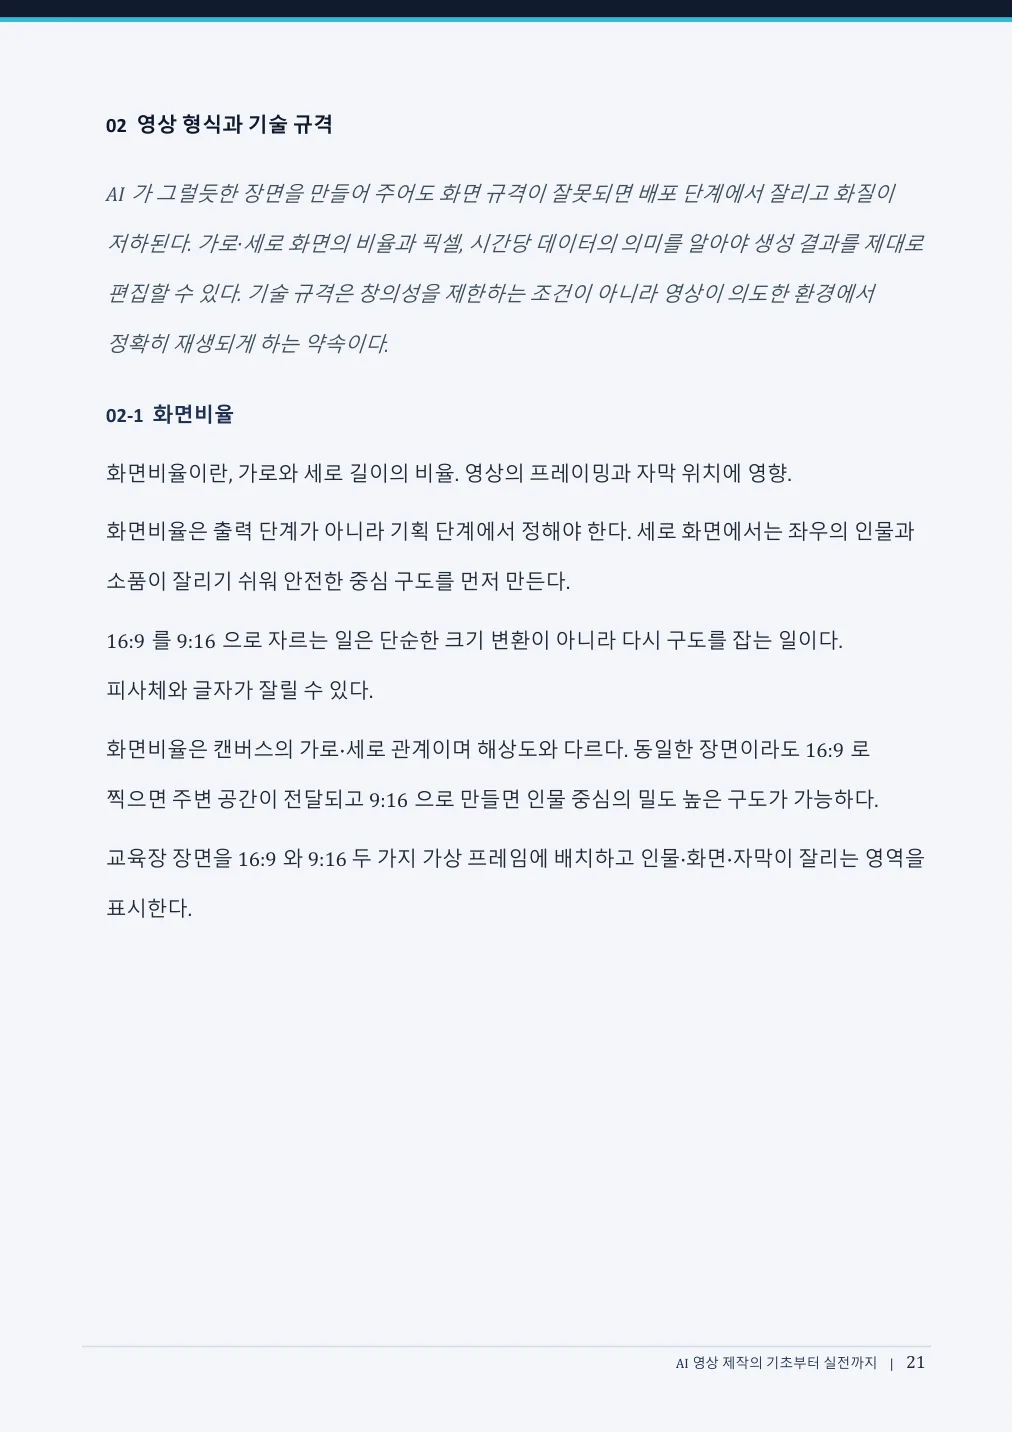 02 영상 형식과 기술 규격
AI 가 그럴듯한 장면을 만들어 주어도 화면 규격이 잘못되면 배포 단계에서 잘리고 화질이
저하된다. 가로·세로 화면의 비율과 픽셀, 시간당 데이터의 의미를 알아야 생성 결과를 제대로
편집할 수 있다. 기술 규격은 창의성을 제한하는 조건이 아니라 영상이 의도한 환경에서
정확히 재생되게 하는 약속이다.
02-1 화면비율
화면비율이란, 가로와 세로 길이의 비율. 영상의 프레이밍과 자막 위치에 영향.
화면비율은 출력 단계가 아니라 기획 단계에서 정해야 한다. 세로 화면에서는 좌우의 인물과
소품이 잘리기 쉬워 안전한 중심 구도를 먼저 만든다.
16:9 를 9:16 으로 자르는 일은 단순한 크기 변환이 아니라 다시 구도를 잡는 일이다.
피사체와 글자가 잘릴 수 있다.
화면비율은 캔버스의 가로·세로 관계이며 해상도와 다르다. 동일한 장면이라도 16:9 로
찍으면 주변 공간이 전달되고 9:16 으로 만들면 인물 중심의 밀도 높은 구도가 가능하다.
교육장 장면을 16:9 와 9:16 두 가지 가상 프레임에 배치하고 인물·화면·자막이 잘리는 영역을
표시한다.
AI 영상 제작의 기초부터 실전까지 | 21